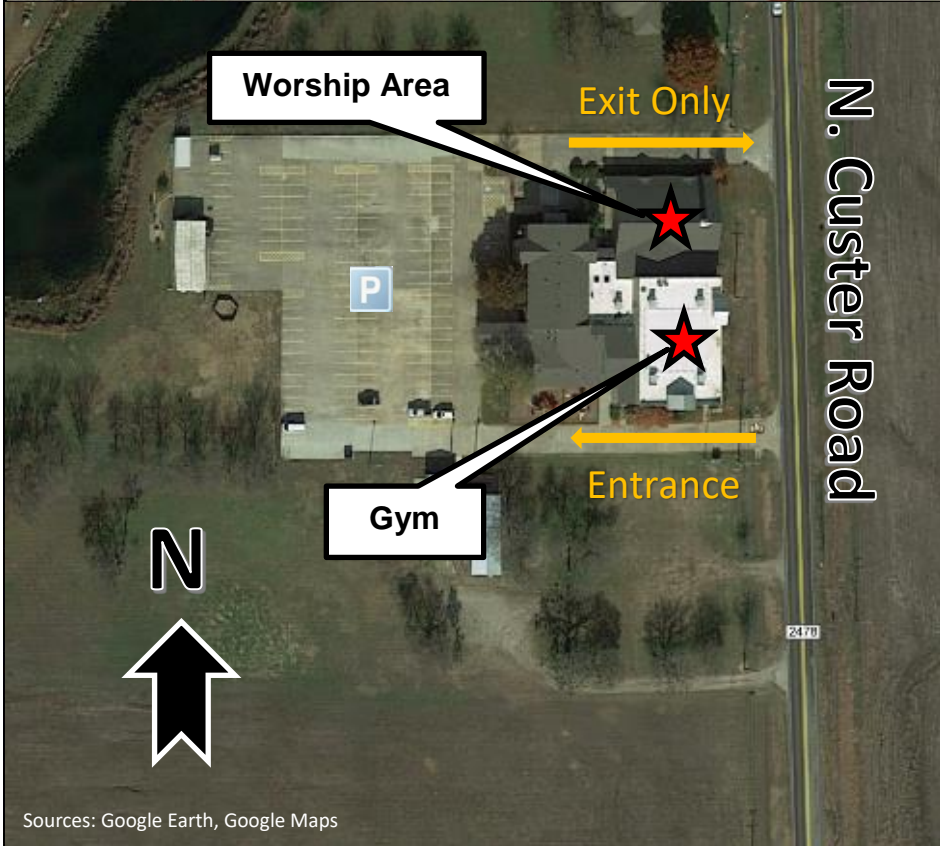 Worship Area
Exit Only
N. Custer Road
P
Entrance
Gym
N
2478
Sources: Google Earth, Google Maps